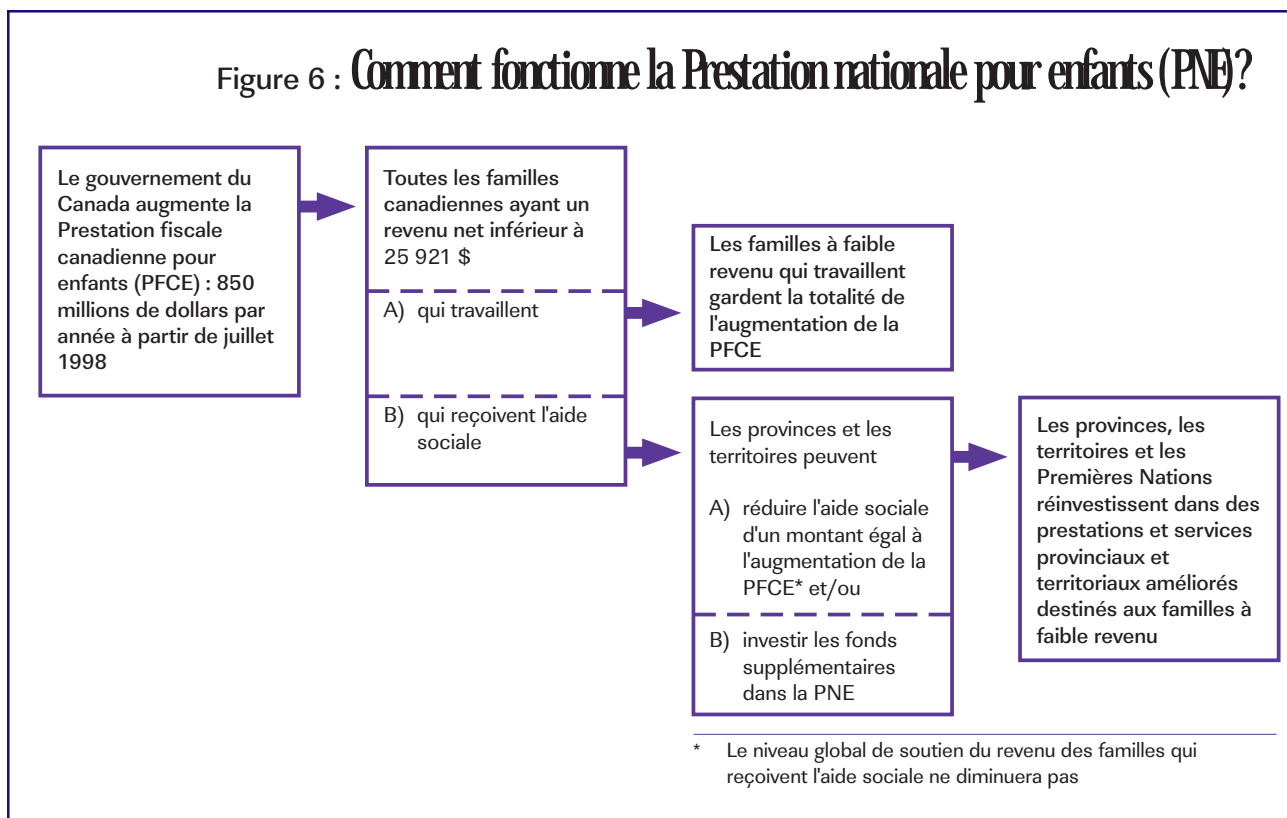 Figure 6 : Comment fonctionne la Prestation nationale pour enfants (PNE)?
Le gouvernement du
Canada augmente la
Prestation fiscale
canadienne pour
enfants (PFCE) : 850
millions de dollars par
année à partir de juillet
1998
Toutes les familles
canadiennes ayant un
revenu net inférieur à
25 921 $
A) qui travaillent
B) qui reçoivent l'aide
sociale
Les familles à faible
revenu qui travaillent
gardent la totalité de
l'augmentation de la
PFCE
Les provinces et les
territoires peuvent
A) réduire l'aide sociale
d'un montant égal à
l'augmentation de la
PFCE* et/ou
B) investir les fonds
supplémentaires
dans la PNE
Les provinces, les
territoires et les
Premières Nations
réinvestissent dans des
prestations et services
provinciaux et
territoriaux améliorés
destinés aux familles à
faible revenu
* Le niveau global de soutien du revenu des familles qui
reçoivent l'aide sociale ne diminuera pas